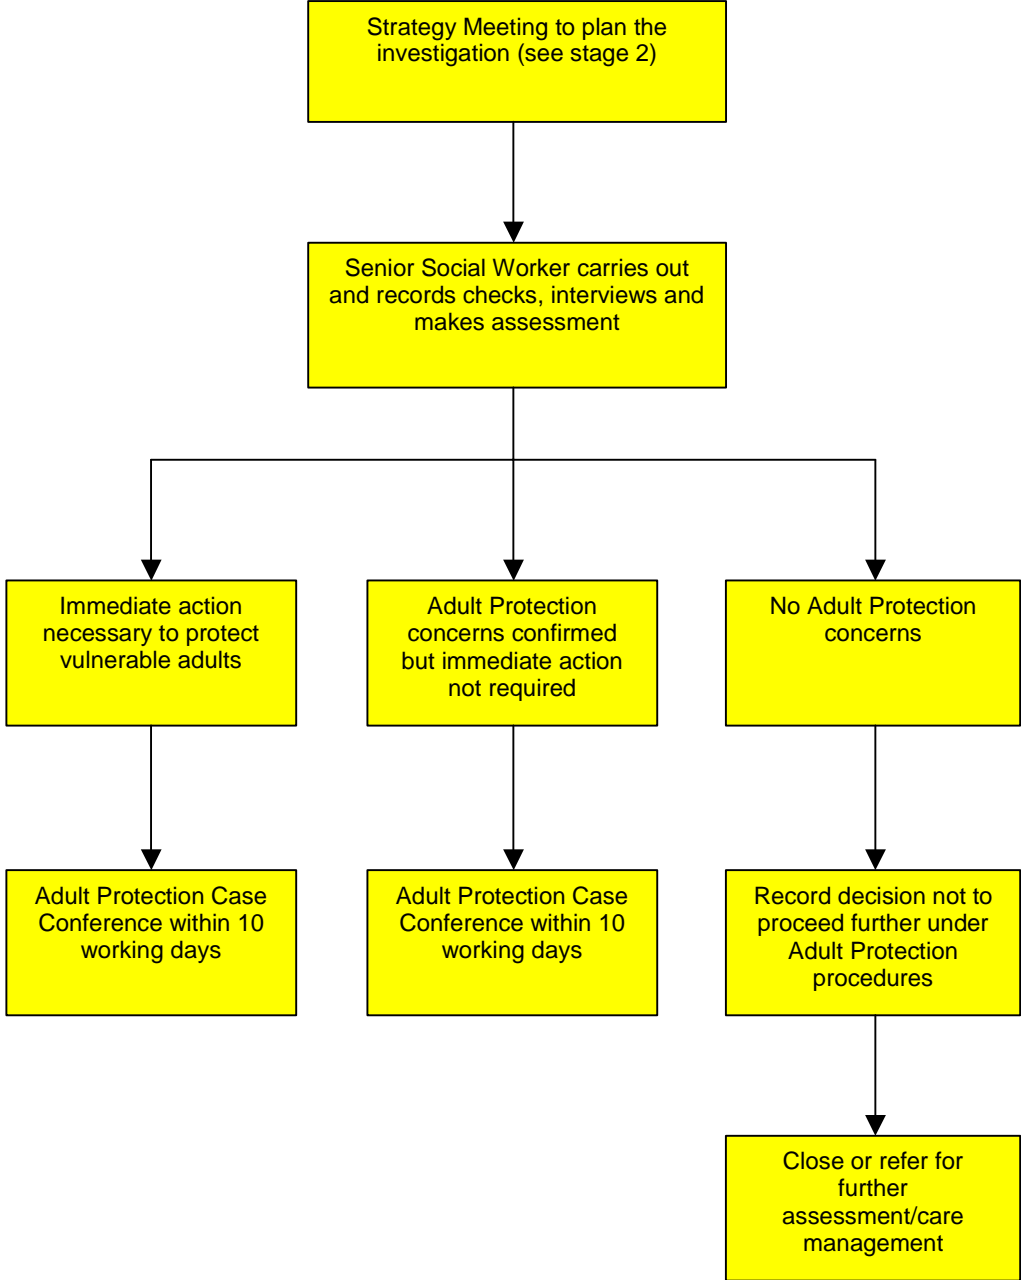 Strategy Meeting to plan the
investigation (see stage 2)
Senior Social Worker carries out
and records checks, interviews and
makes assessment
Immediate action
necessary to protect
vulnerable adults
Adult Protection
concerns confirmed
but immediate action
not required
No Adult Protection
concerns
Adult Protection Case
Conference within 10
working days
Adult Protection Case
Conference within 10
working days
Record decision not to
proceed further under
Adult Protection
procedures
Close or refer for
further
assessment/care
management